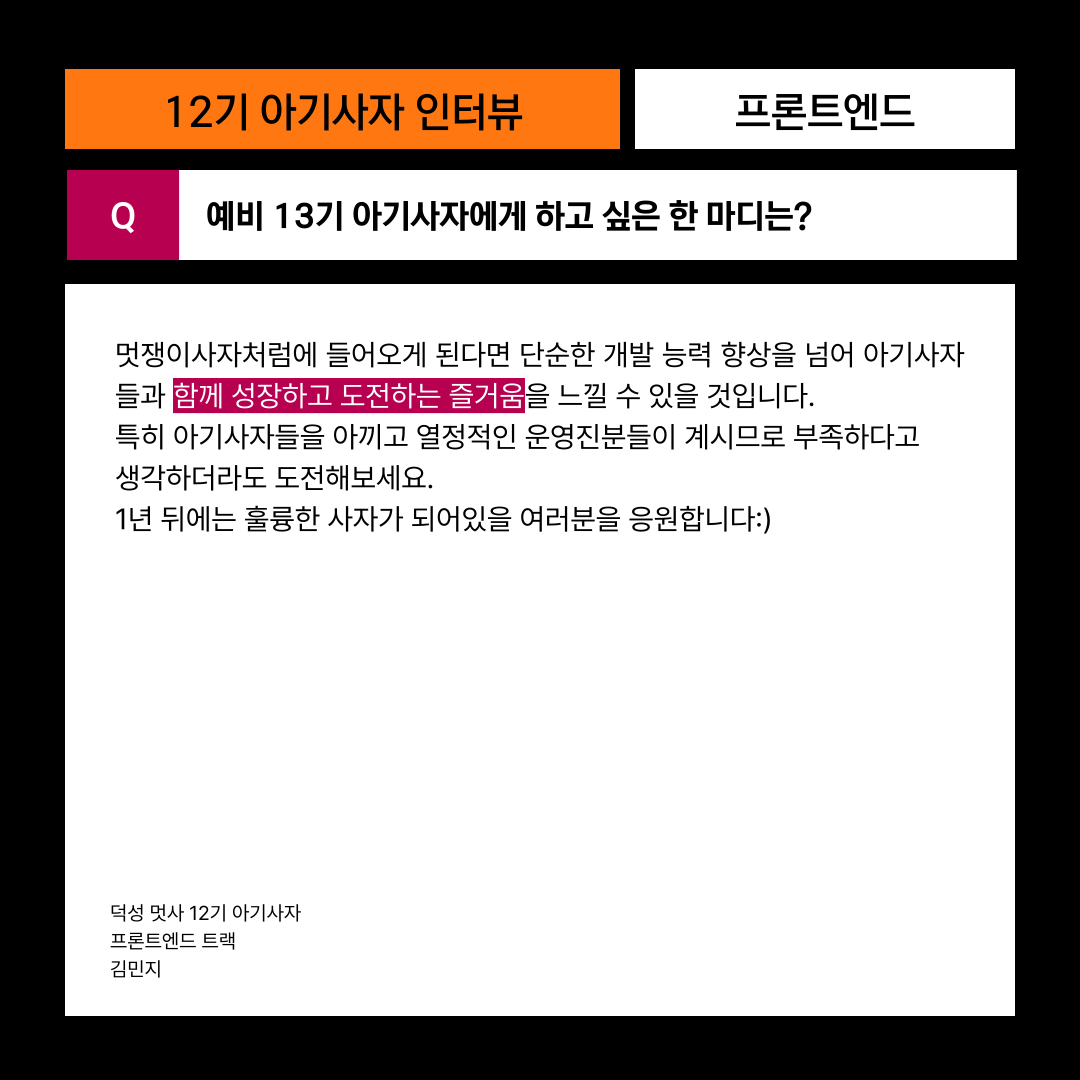 12기 아기사자 인터뷰
프론트엔드
Q
예비 13기 아기사자에게 하고 싶은 한 마디는?
멋쟁이사자처럼에 들어오게 된다면 단순한 개발 능력 향상을 넘어 아기사자
들과 함께 성장하고 도전하는 즐거움을 느낄 수 있을 것입니다.
특히 아기사자들을 아끼고 열정적인 운영진분들이 계시므로 부족하다고
생각하더라도 도전해보세요.
1년 뒤에는 훌륭한 사자가 되어있을 여러분을 응원합니다:)
덕성 멋사 12기 아기사자
프론트엔드 트랙
김민지